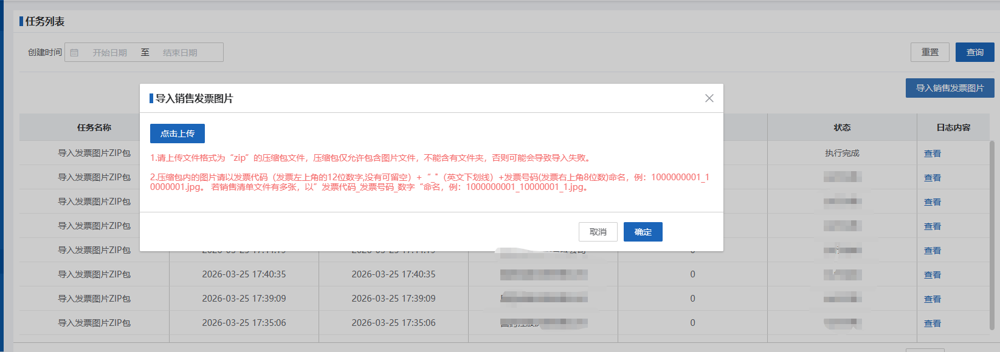 任务列表
创建时间 开始日期 至 结束日期 重置 查询
导入销售发票图片
导入销售发票图片
点击上传
1.请上传文件格式为“zip”的压缩包文件，压缩包仅允许包含图片文件，不能含有文件夹，否则可能会导致导入失败。
2.压缩包内的图片请以发票代码（发票左上角的12位数字,没有可留空）+“_"（英文下划线）+发票号码(发票右上角8位数)命名，例：1000000001_1
0000001.jpg。 若销售清单文件有多张，以”发票代码_发票号码_数字“命名，例：1000000001_10000001_1.jpg。
取消 确定
任务名称 状态 日志内容
导入发票图片ZIP包 执行完成 查看
导入发票图片ZIP包 查看
导入发票图片ZIP包 查看
导入发票图片ZIP包 查看
导入发票图片ZIP包 查看
导入发票图片ZIP包 2026-03-25 17:40:35 2026-03-25 17:40:35 0 查看
导入发票图片ZIP包 2026-03-25 17:39:09 2026-03-25 17:39:09 0 查看
导入发票图片ZIP包 2026-03-25 17:35:06 2026-03-25 17:35:06 0 查看